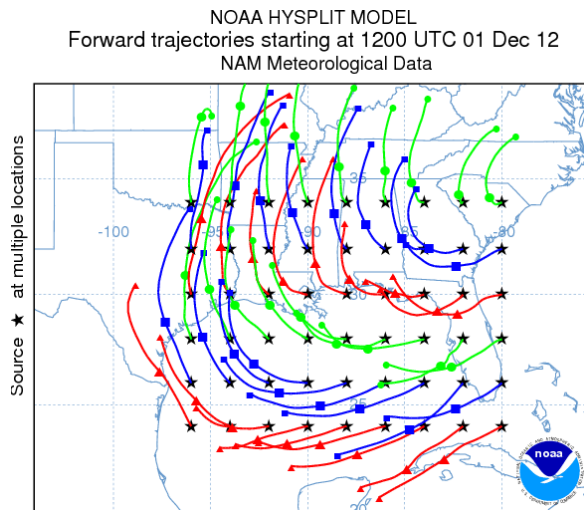 NOAA HYSPLIT MODEL
Forward trajectories starting at 1200 UTC 01 Dec 12
NAM Meteorological Data
Source ★ at multiple locations
35
-100
-95
-90
-85
-80
30
25
noaa